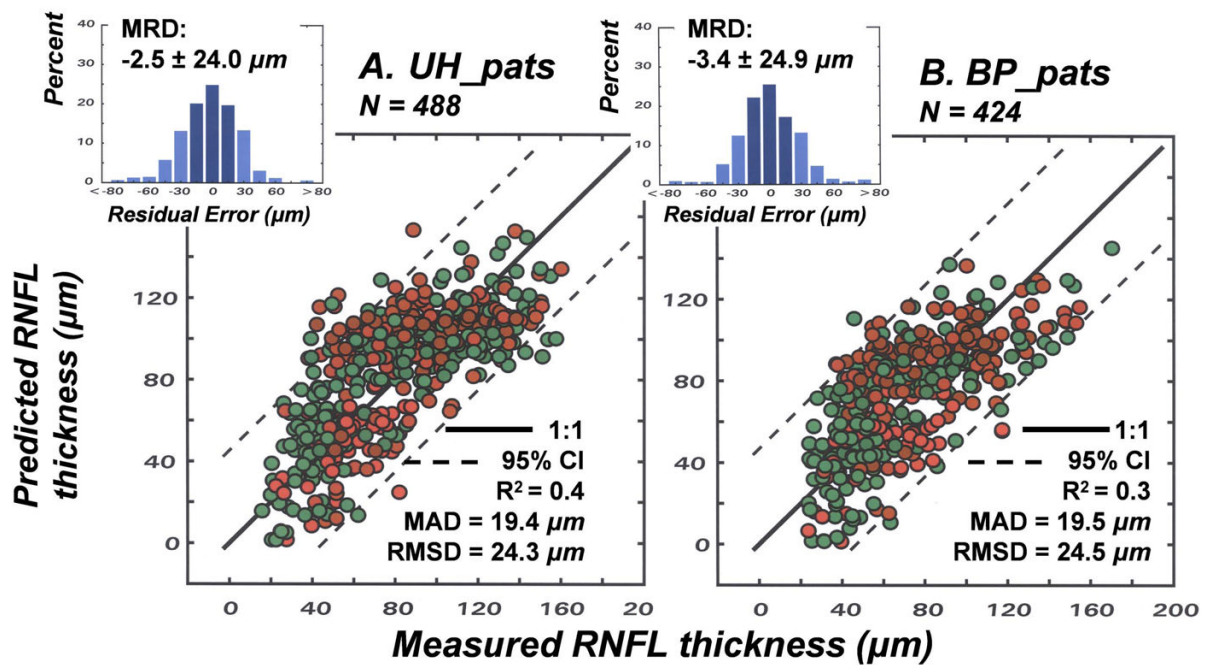 MRD:
-2.5 ± 24.0 µm
Percent
40
30
20
10
0
< -80
-60
-30
0
30
60
>80
Residual Error (µm)
A. UH_pats
N = 488
MRD:
-3.4 ± 24.9 µm
Percent
40
30
20
10
0
< -80
-60
-30
0
30
60
>80
Residual Error (µm)
B. BP_pats
N = 424
Predicted RNFL
thickness (µm)
120
80
40
0
1:1
95% CI
R² = 0.4
MAD = 19.4 µm
RMSD = 24.3 µm
0
40
80
120
160
20
120
80
40
0
1:1
95% CI
R² = 0.3
MAD = 19.5 µm
RMSD = 24.5 µm
0
40
80
120
160
200
Measured RNFL thickness (µm)